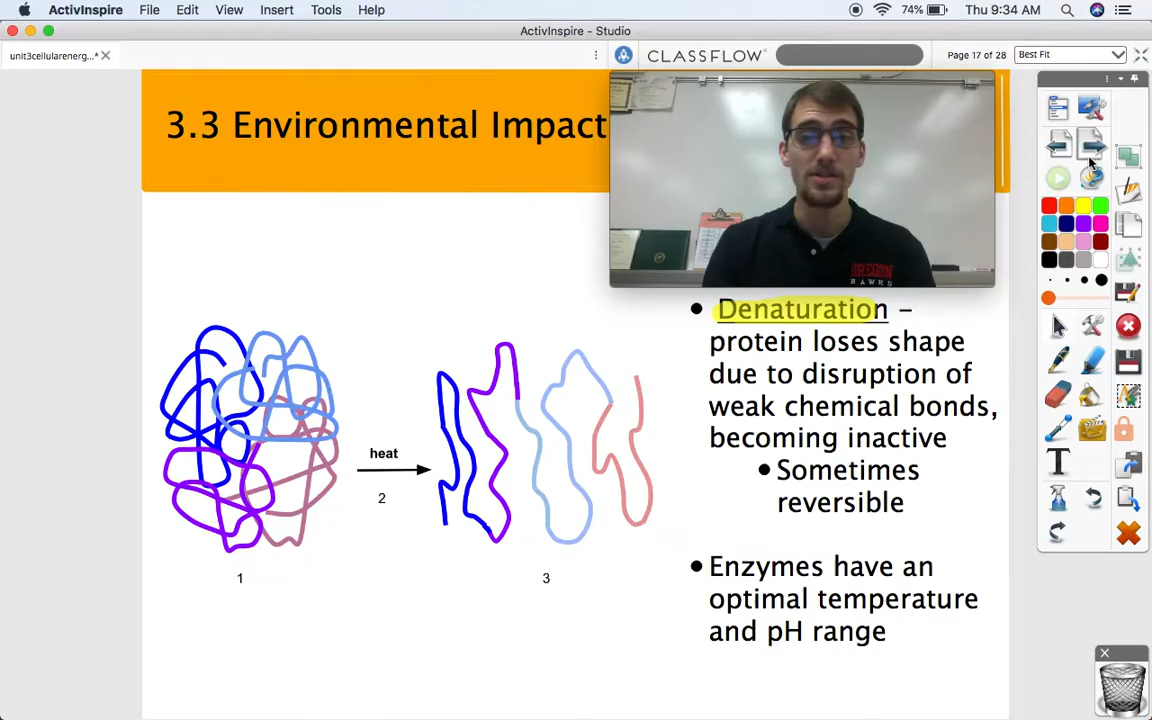 ActivInspire File Edit View Insert Tools Help 74% Thu 9:34 AM
ActivInspire - Studio
unit3cellularenerg...*
CLASSFLOW
Page 17 of 28
Best Fit
3.3 Environmental Impact
OREGON
HAWKS
• Denaturation –
protein loses shape
due to disruption of
weak chemical bonds,
becoming inactive
•Sometimes
reversible
•Enzymes have an
optimal temperature
and pH range
heat
2
1
3
T